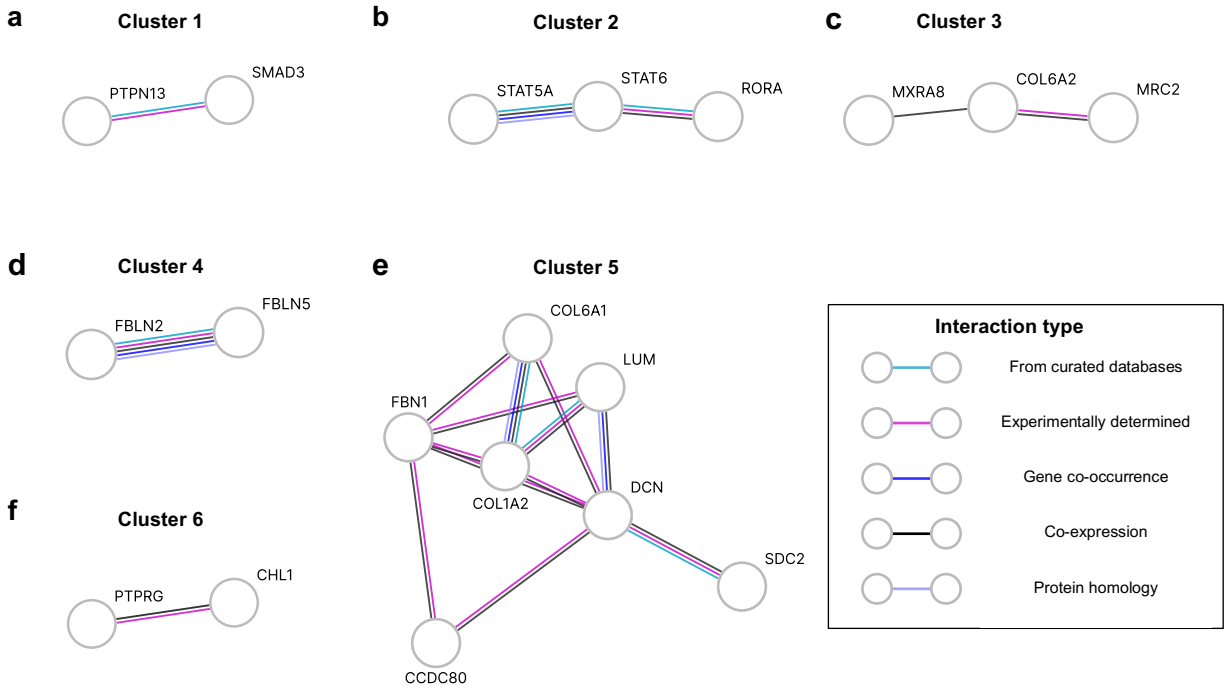 a
Cluster 1
PTPN13
SMAD3
b
Cluster 2
STAT5A
STAT6
RORA
c
Cluster 3
MXRA8
COL6A2
MRC2
d
Cluster 4
FBLN2
FBLN5
e
Cluster 5
COL6A1
LUM
FBN1
COL1A2
DCN
SDC2
CCDC80
f
Cluster 6
PTPRG
CHL1
Interaction type
From curated databases
Experimentally determined
Gene co-occurrence
Co-expression
Protein homology